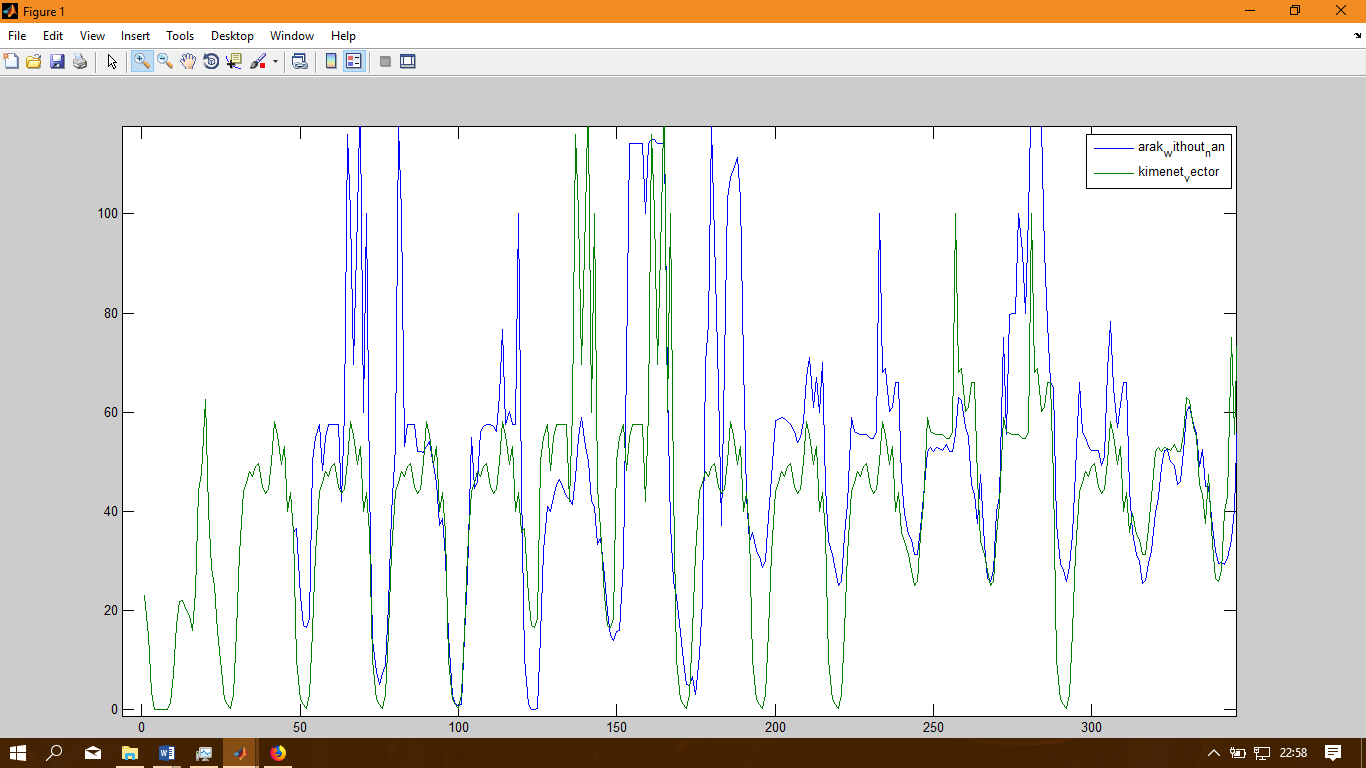 Figure 1
File Edit View Insert Tools Desktop Window Help
arak_without_nan
kimenet_vector
100
80
60
40
20
0
0 50 100 150 200 250 300
22:58